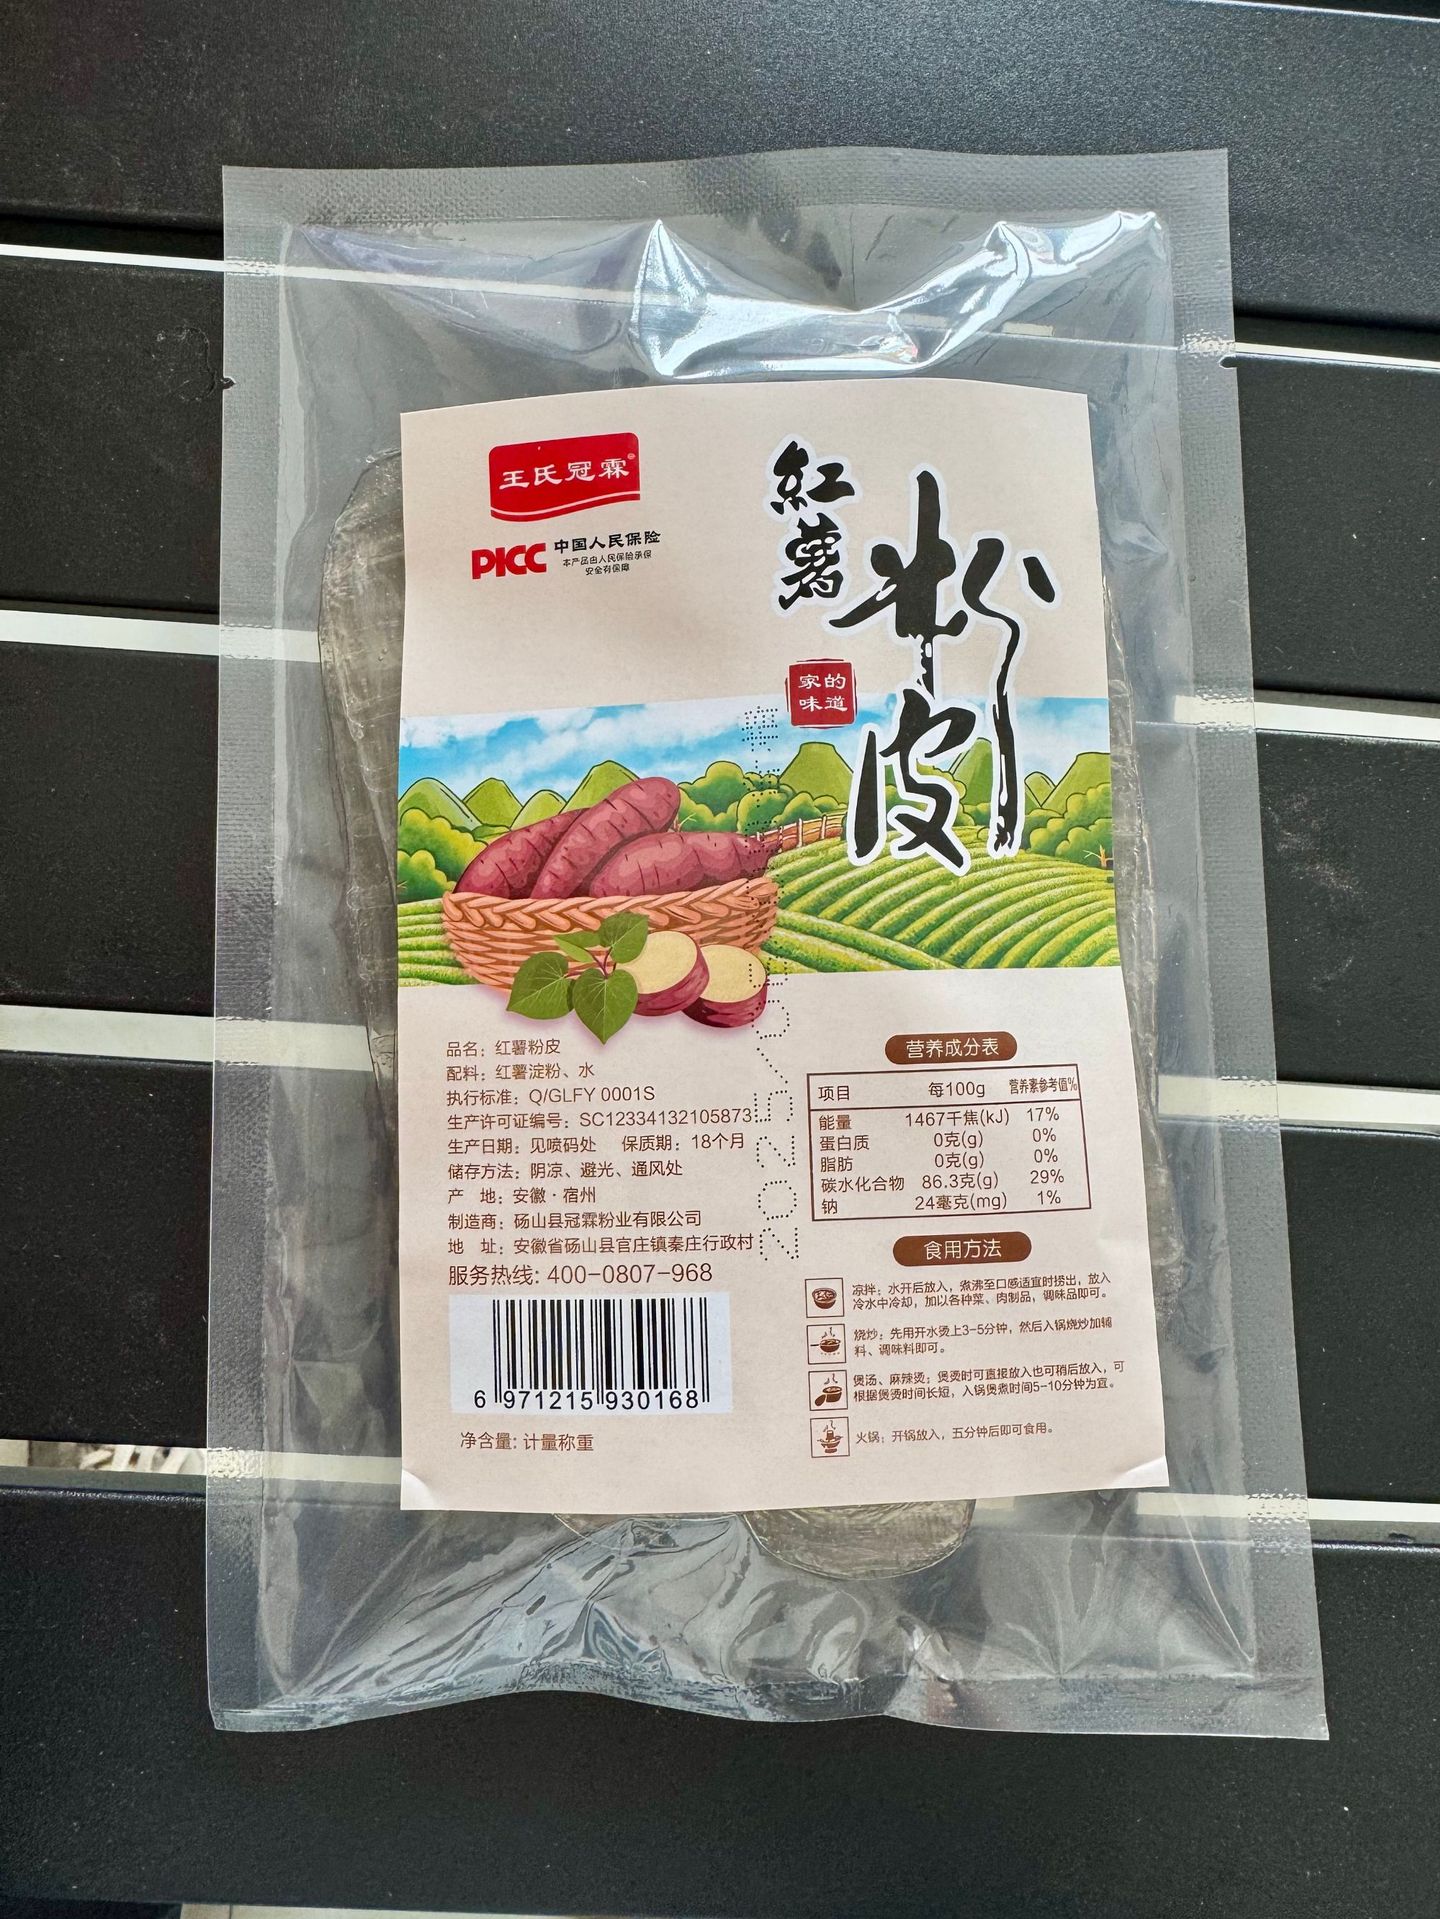 王氏冠霖®
PICC 中国人民保险
本产品由人民保险承保
安全有保障
紅薯
粉皮
家的
味道
品名：红薯粉皮
配料：红薯淀粉、水
执行标准：Q/GLFY 0001S
生产许可证编号：SC12334132105873
生产日期：见喷码处 保质期：18个月
储存方法：阴凉、避光、通风处
产 地：安徽·宿州
制造商：砀山县冠霖粉业有限公司
地 址：安徽省砀山县官庄镇秦庄行政村
服务热线: 400-0807-968
6 971215 930168
净含量: 计量称重
营养成分表
项目 每100g 营养素参考值%
能量 1467千焦(kJ) 17%
蛋白质 0克(g) 0%
脂肪 0克(g) 0%
碳水化合物 86.3克(g) 29%
钠 24毫克(mg) 1%
食用方法
凉拌：水开后放入，煮沸至口感适宜时捞出，放入
冷水中冷却，加以各种菜、肉制品，调味品即可。
烧炒：先用开水烫上3-5分钟，然后入锅烧炒加辅
料、调味料即可。
煲汤、麻辣烫：煲烫时可直接放入也可稍后放入，可
根据煲烫时间长短，入锅煲煮时间5-10分钟为宜。
火锅：开锅放入，五分钟后即可食用。